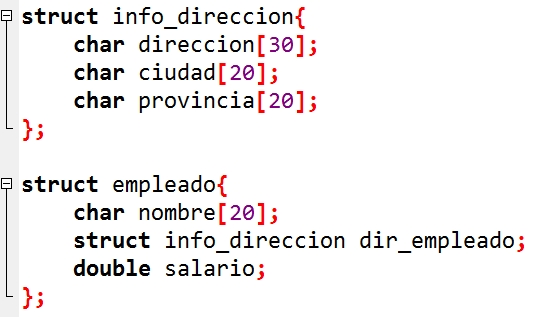 struct info_direccion{
    char direccion[30];
    char ciudad[20];
    char provincia[20];
};

struct empleado{
    char nombre[20];
    struct info_direccion dir_empleado;
    double salario;
};